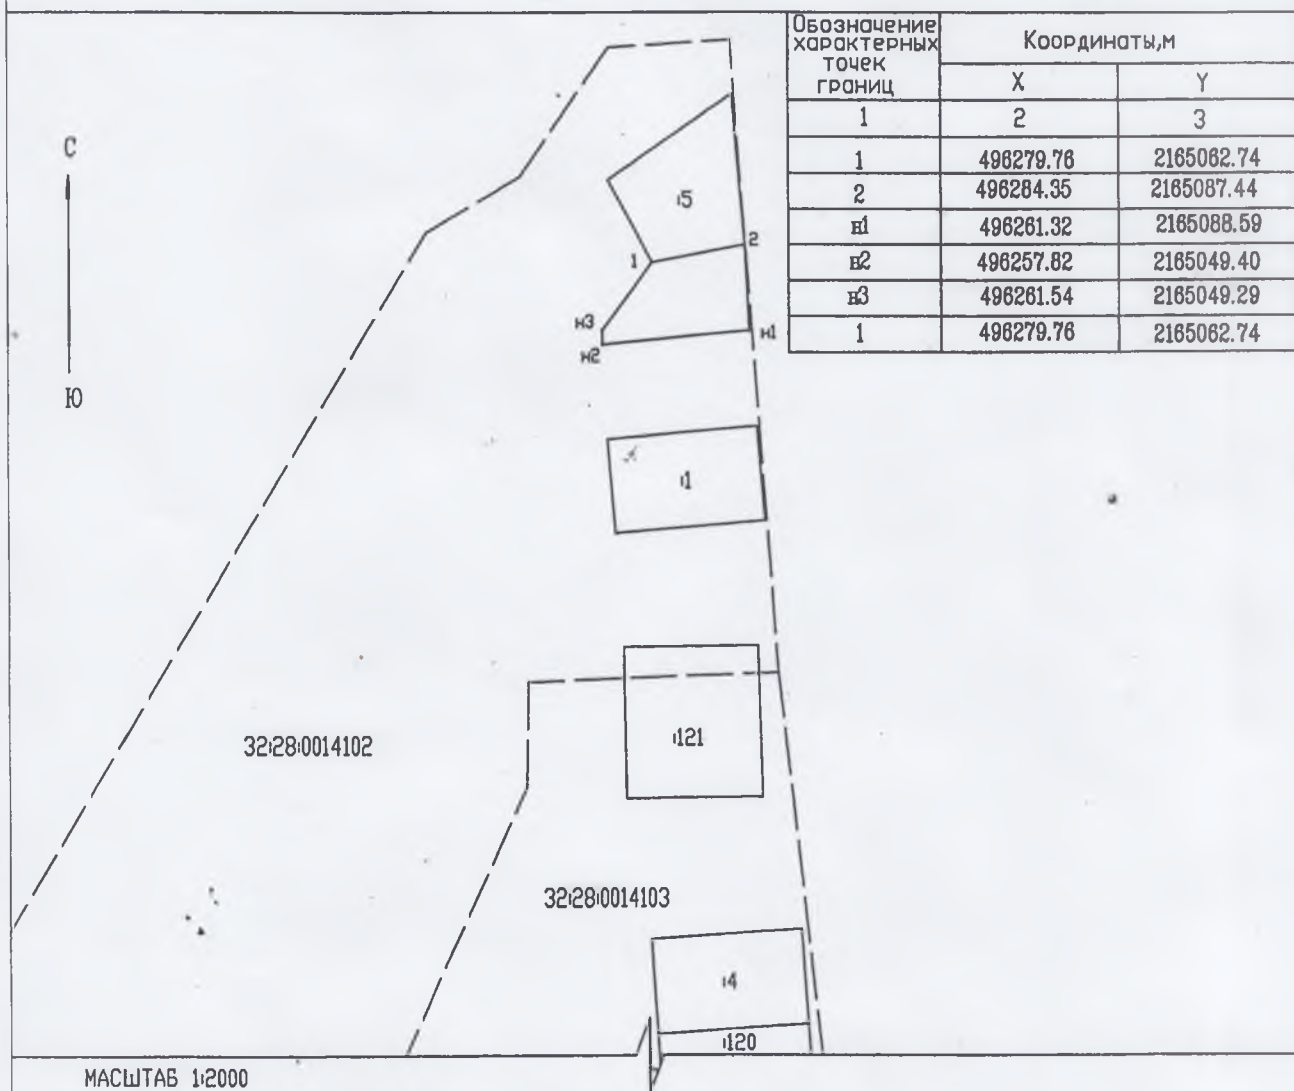 Обозначение
характерных
точек
границ
Координаты,м
X Y
1 2 3
1 496279.76 2165062.74
2 496284.35 2165087.44
н1 496261.32 2165088.59
н2 496257.82 2165049.40
н3 496261.54 2165049.29
1 496279.76 2165062.74
С
Ю
:5
1
2
н3
н2
н1
:1
:121
32:28:0014102
32:28:0014103
:4
:120
МАСШТАБ 1:2000